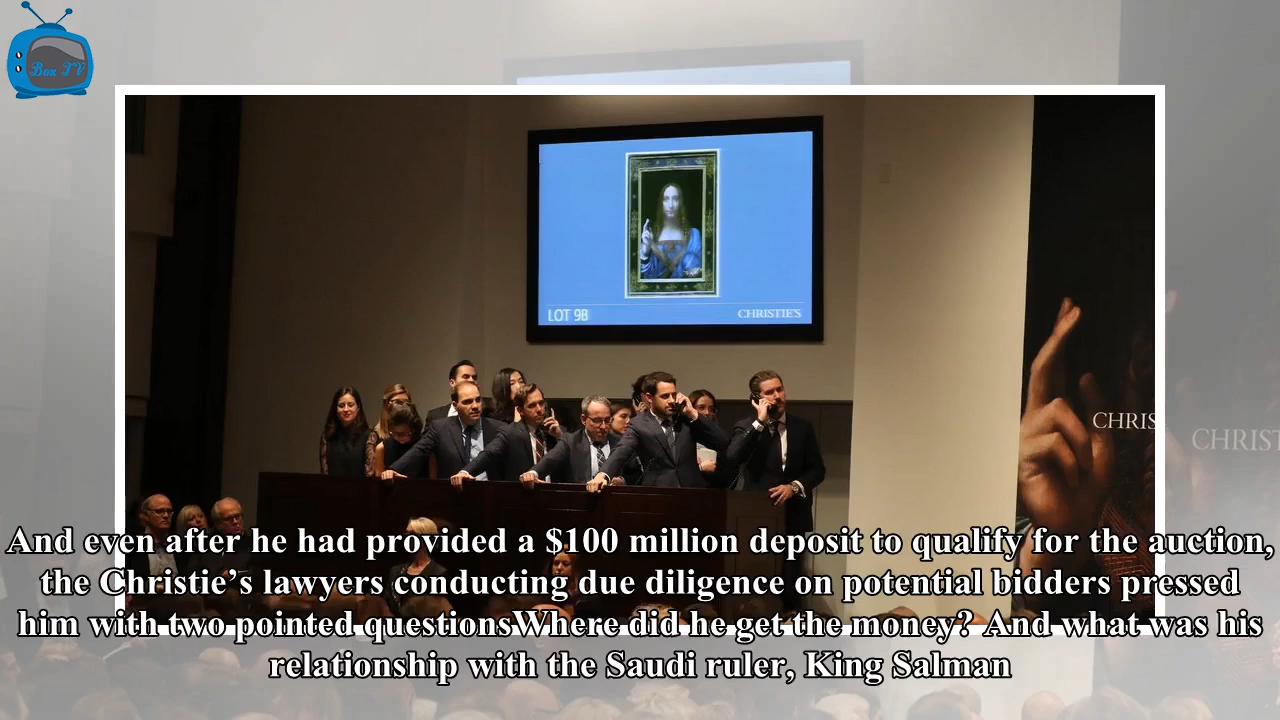 Box TV
LOT 9B
CHRISTIE'S
CHRIS
CHRIST
And even after he had provided a $100 million deposit to qualify for the auction,
the Christie’s lawyers conducting due diligence on potential bidders pressed
him with two pointed questionsWhere did he get the money? And what was his
relationship with the Saudi ruler, King Salman